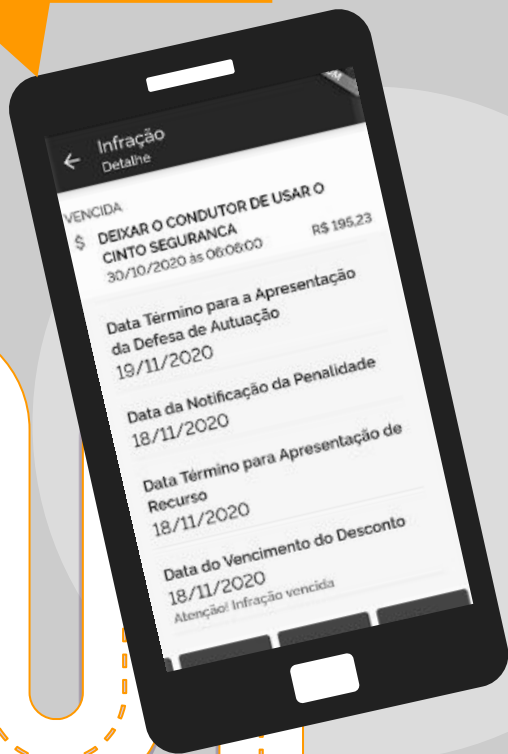 Infração
Detalhe
VENCIDA
$ DEIXAR O CONDUTOR DE USAR O
CINTO SEGURANCA
30/10/2020 às 06:06:00
R$ 195,23
Data Término para a Apresentação
da Defesa de Autuação
19/11/2020
Data da Notificação da Penalidade
18/11/2020
Data Término para Apresentação de
Recurso
18/11/2020
Data do Vencimento do Desconto
18/11/2020
Atenção! Infração vencida